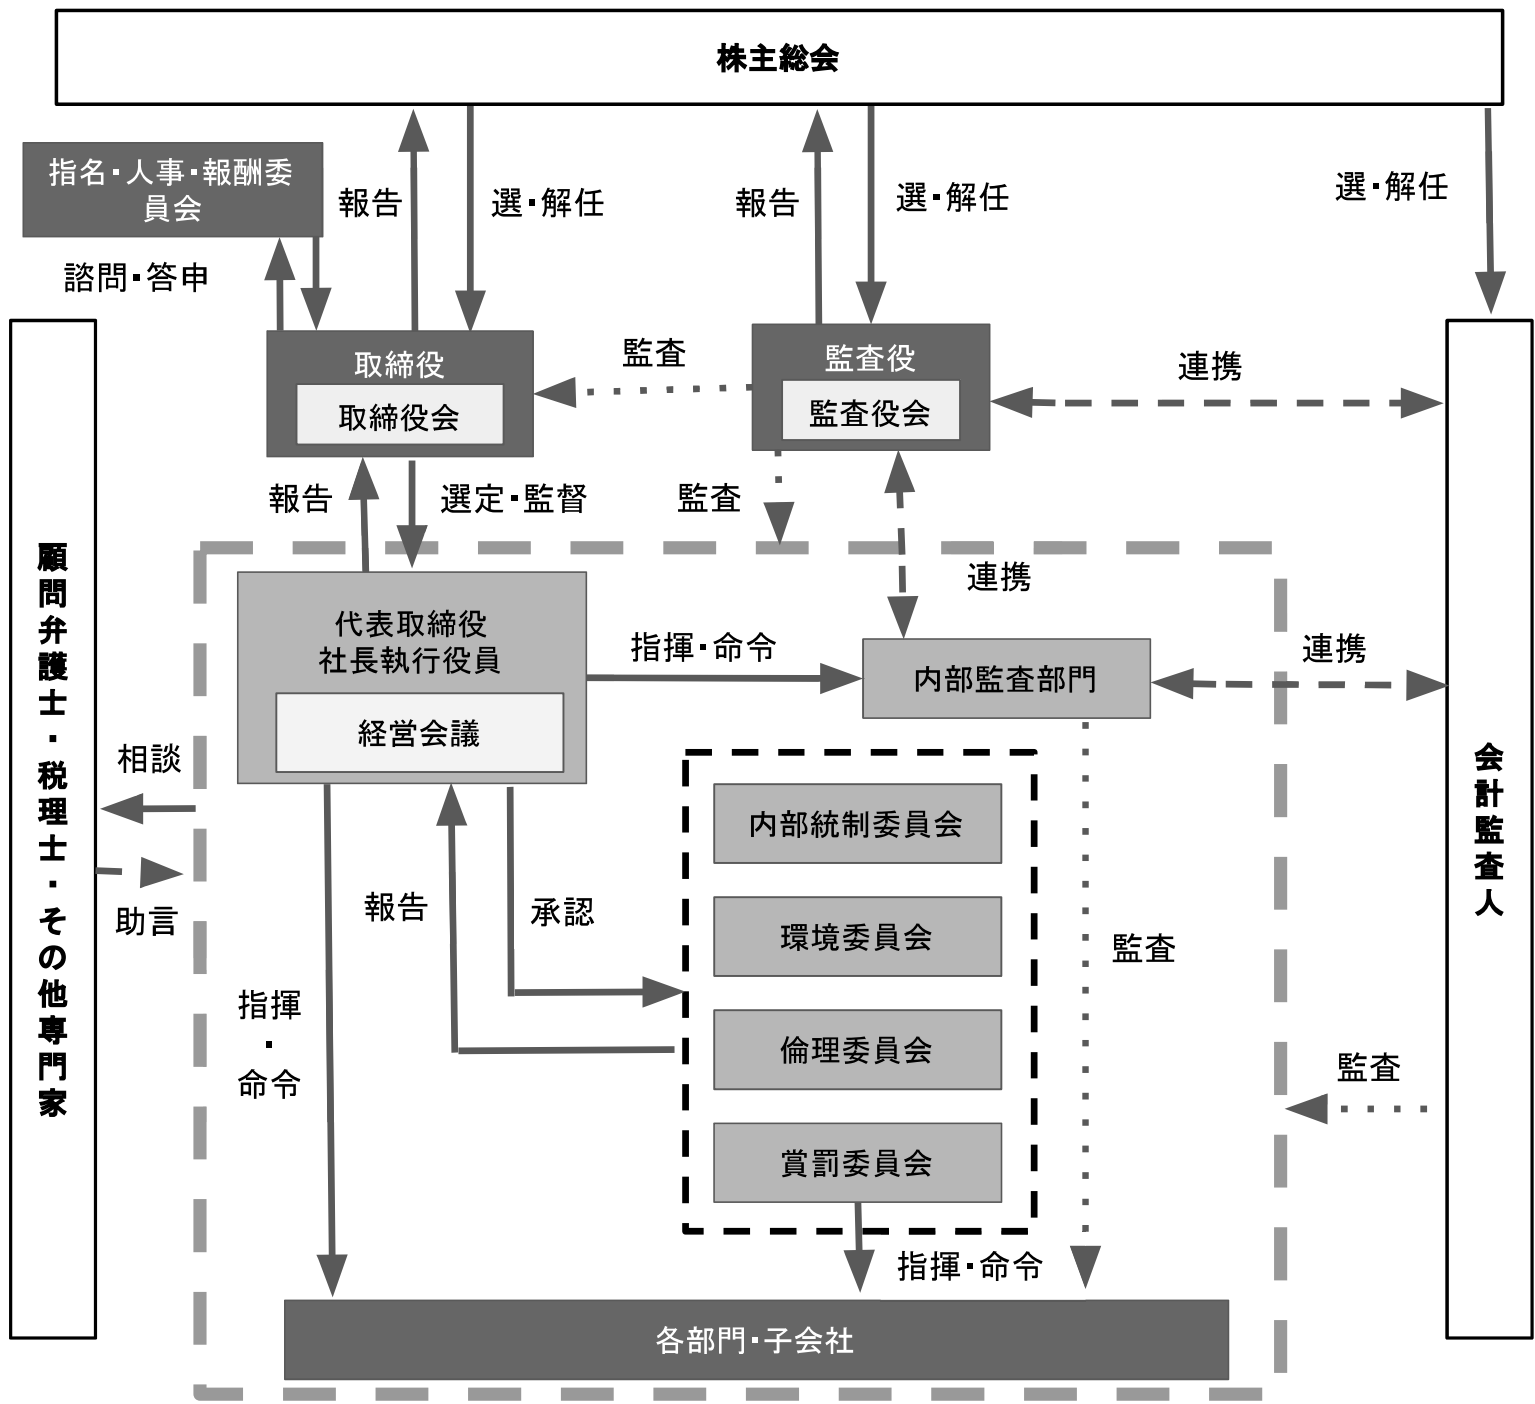 株主総会
指名・人事・報酬委
員会
報告
選・解任
報告
選・解任
選・解任
諮問・答申
取締役
取締役会
監査
監査役
監査役会
連携
報告
選定・監督
監査
連携
代表取締役
社長執行役員
経営会議
指揮・命令
内部監査部門
連携
顧問弁護士・税理士・その他専門家
相談
助言
会計監査人
内部統制委員会
環境委員会
倫理委員会
賞罰委員会
報告
承認
監査
指揮
・
命令
監査
指揮・命令
各部門・子会社